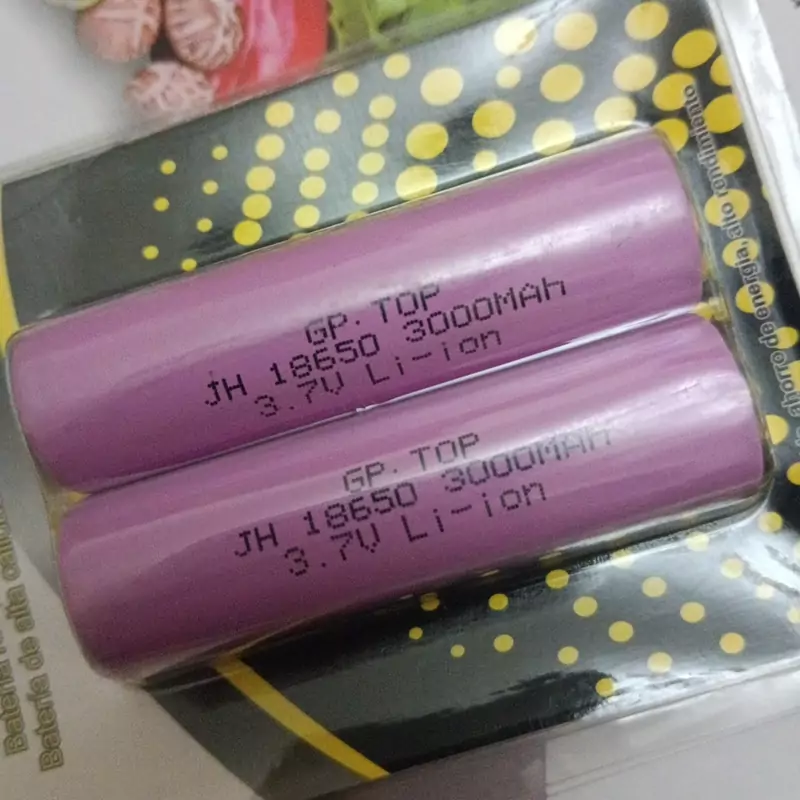 GP. TOP
JH 18650 3000MAh
3.7V Li-ion
GP. TOP
JH 18650 3000MAh
3.7V Li-ion
ahorro de energía, alto rendimiento
Batería de alta
Batería